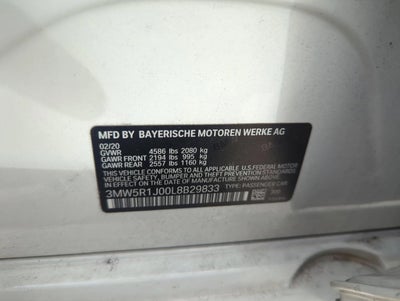 MFD BY BAYERISCHE MOTOREN WERKE AG
02/20
GVWR 4586 lbs 2080 kg
GAWR FRONT 2194 lbs 995 kg
GAWR REAR 2557 lbs 1160 kg
THIS VEHICLE CONFORMS TO ALL APPLICABLE U.S.FEDERAL MOTOR
VEHICLE SAFETY, BUMPER AND THEFT PREVENTION STANDARDS
IN EFFECT ON THE DATE OF MANUFACTURE SHOWN ABOVE.
3MW5R1J00L8B29833 TYPE: PASSENGER CAR